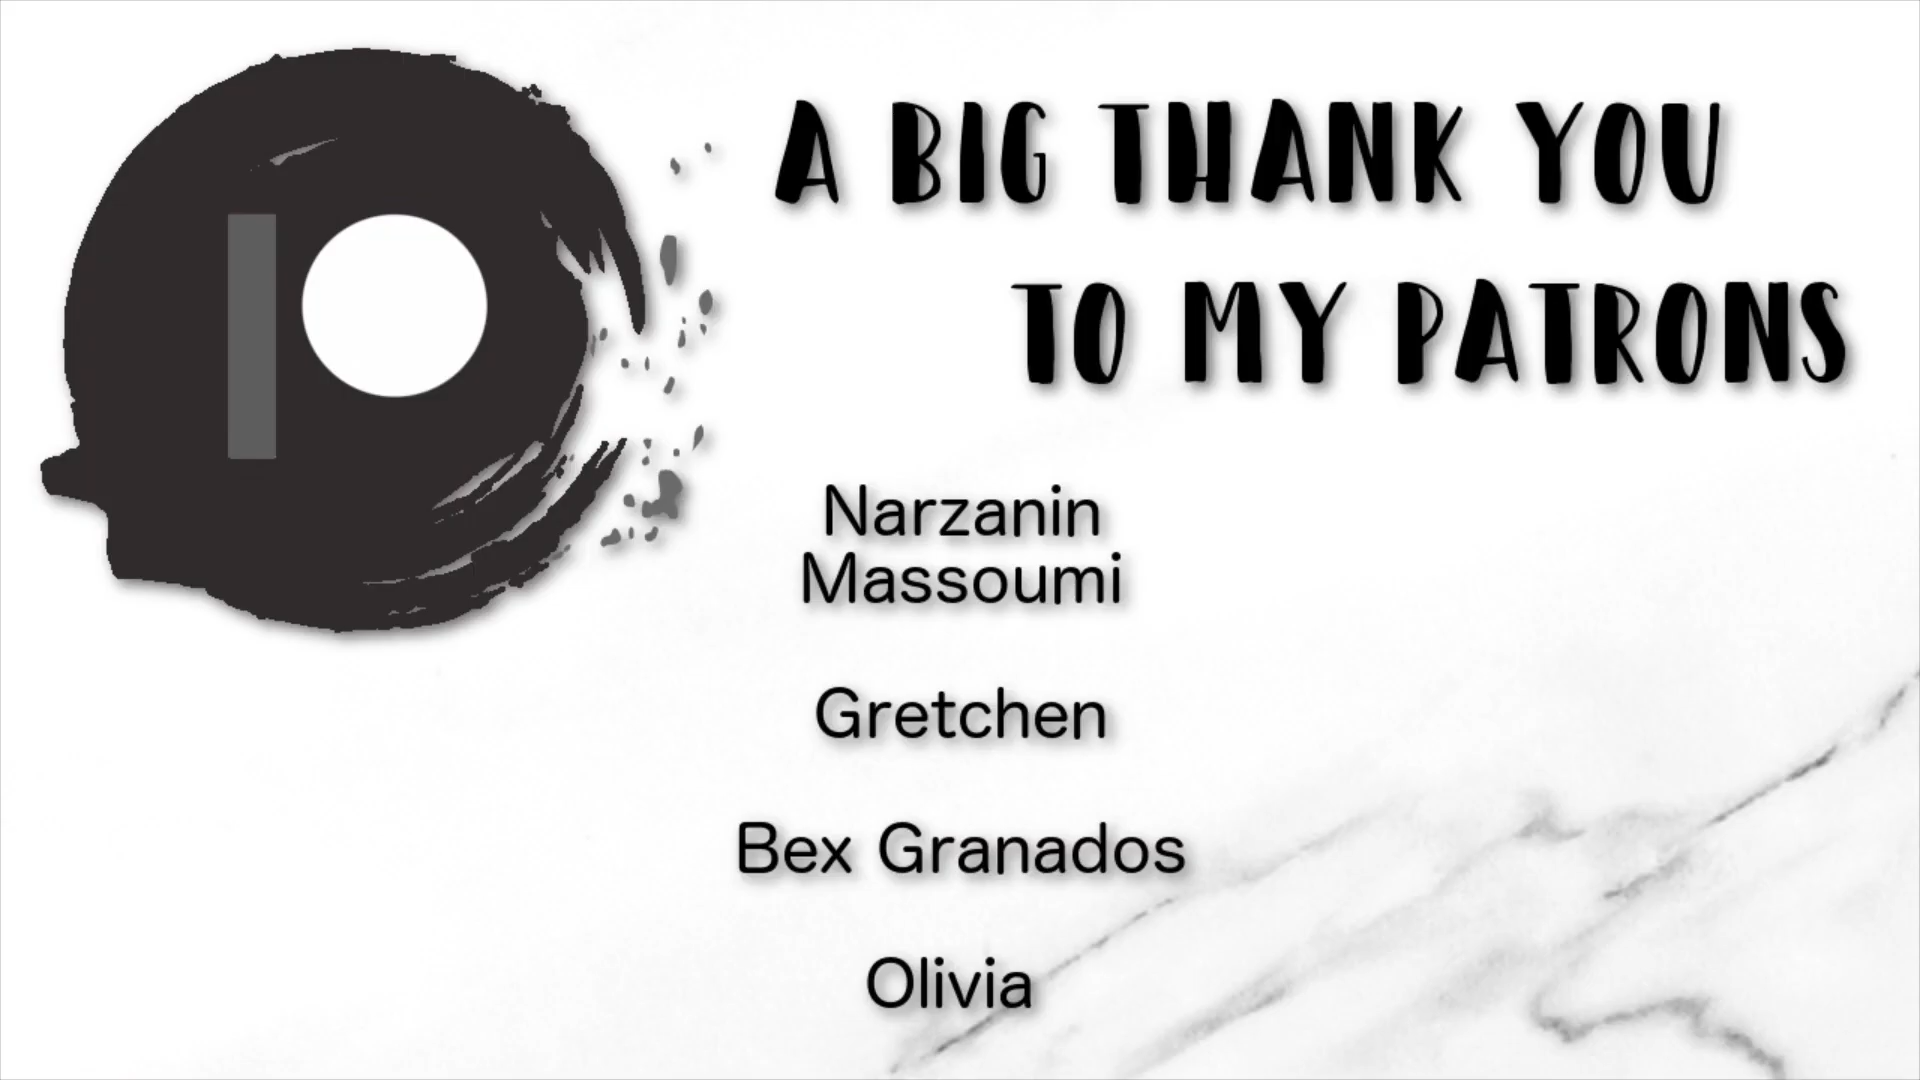 A BIG THANK YOU
TO MY PATRONS
Narzanin
Massoumi
Gretchen
Bex Granados
Olivia